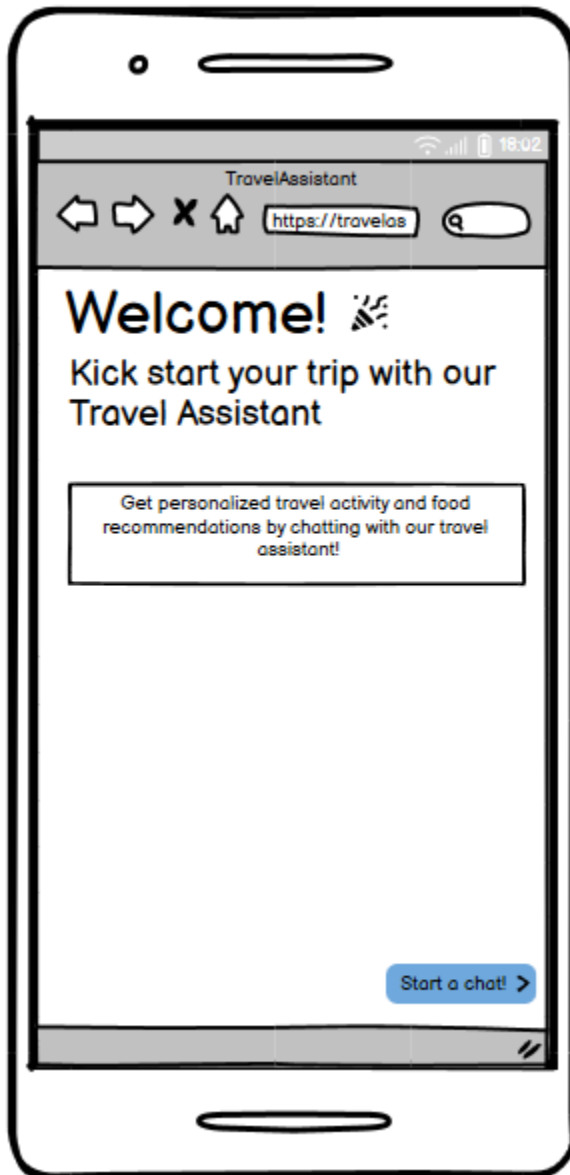 18:02
TravelAssistant
https://travelas
Welcome!
Kick start your trip with our
Travel Assistant
Get personalized travel activity and food
recommendations by chatting with our travel
assistant!
Start a chat!